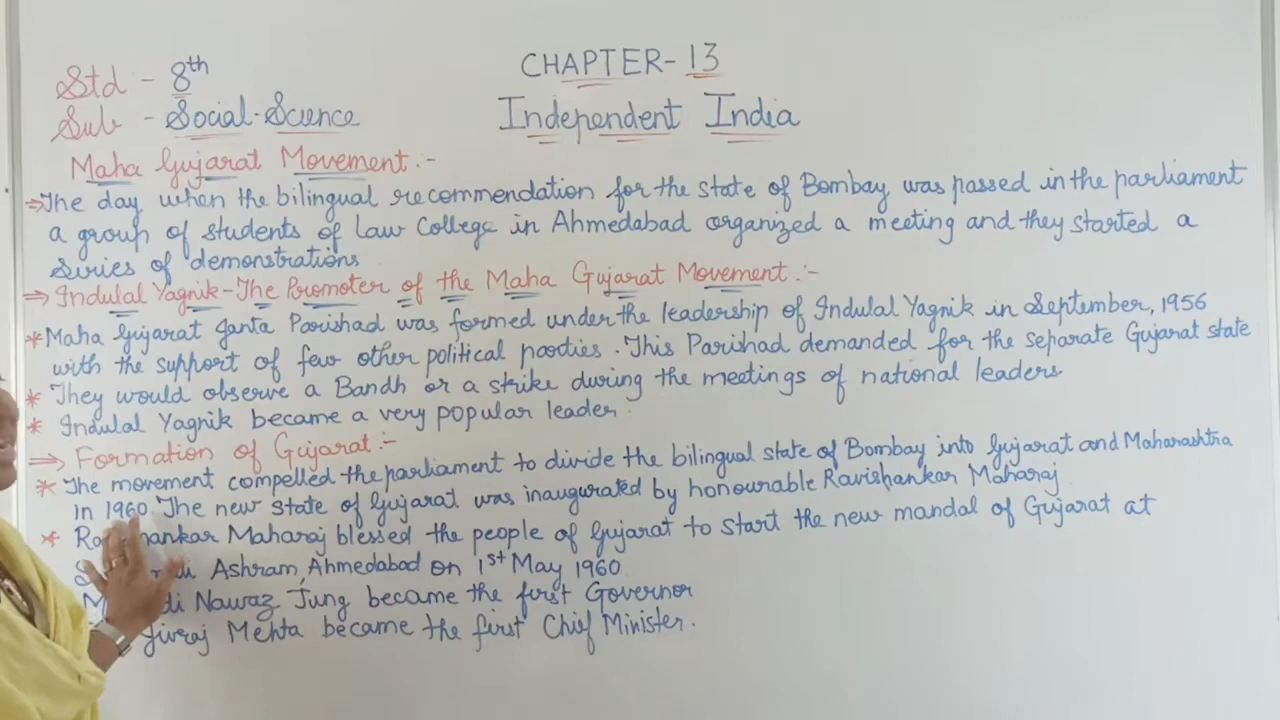 Std - 8th
Sub - Social-Science
CHAPTER-13
Independent India
Maha Gujarat Movement:-
⇒ The day when the bilingual recommendation for the state of Bombay was passed in the parliament
a group of students of Law College in Ahmedabad organized a meeting and they started a
series of demonstrations
⇒ Indulal Yagnik-The Promoter of the Maha Gujarat Movement:-
* Maha Gujarat Janta Parishad was formed under the leadership of Indulal Yagnik in September, 1956
with the support of few other political parties. This Parishad demanded for the separate Gujarat state
* They would observe a Bandh or a strike during the meetings of national leaders.
* Indulal Yagnik became a very popular leader.
⇒ Formation of Gujarat:-
* The movement compelled the parliament to divide the bilingual state of Bombay into Gujarat and Maharashtra
in 1960. The new state of Gujarat was inaugurated by honourable Ravishankar Maharaj
* Maharaj blessed the people of Gujarat to start the new mandal of Gujarat at
Ashram, Ahmedabad on 1st May 1960
Nawaz Jung became the first Governor
Jivraj Mehta became the first Chief Minister.